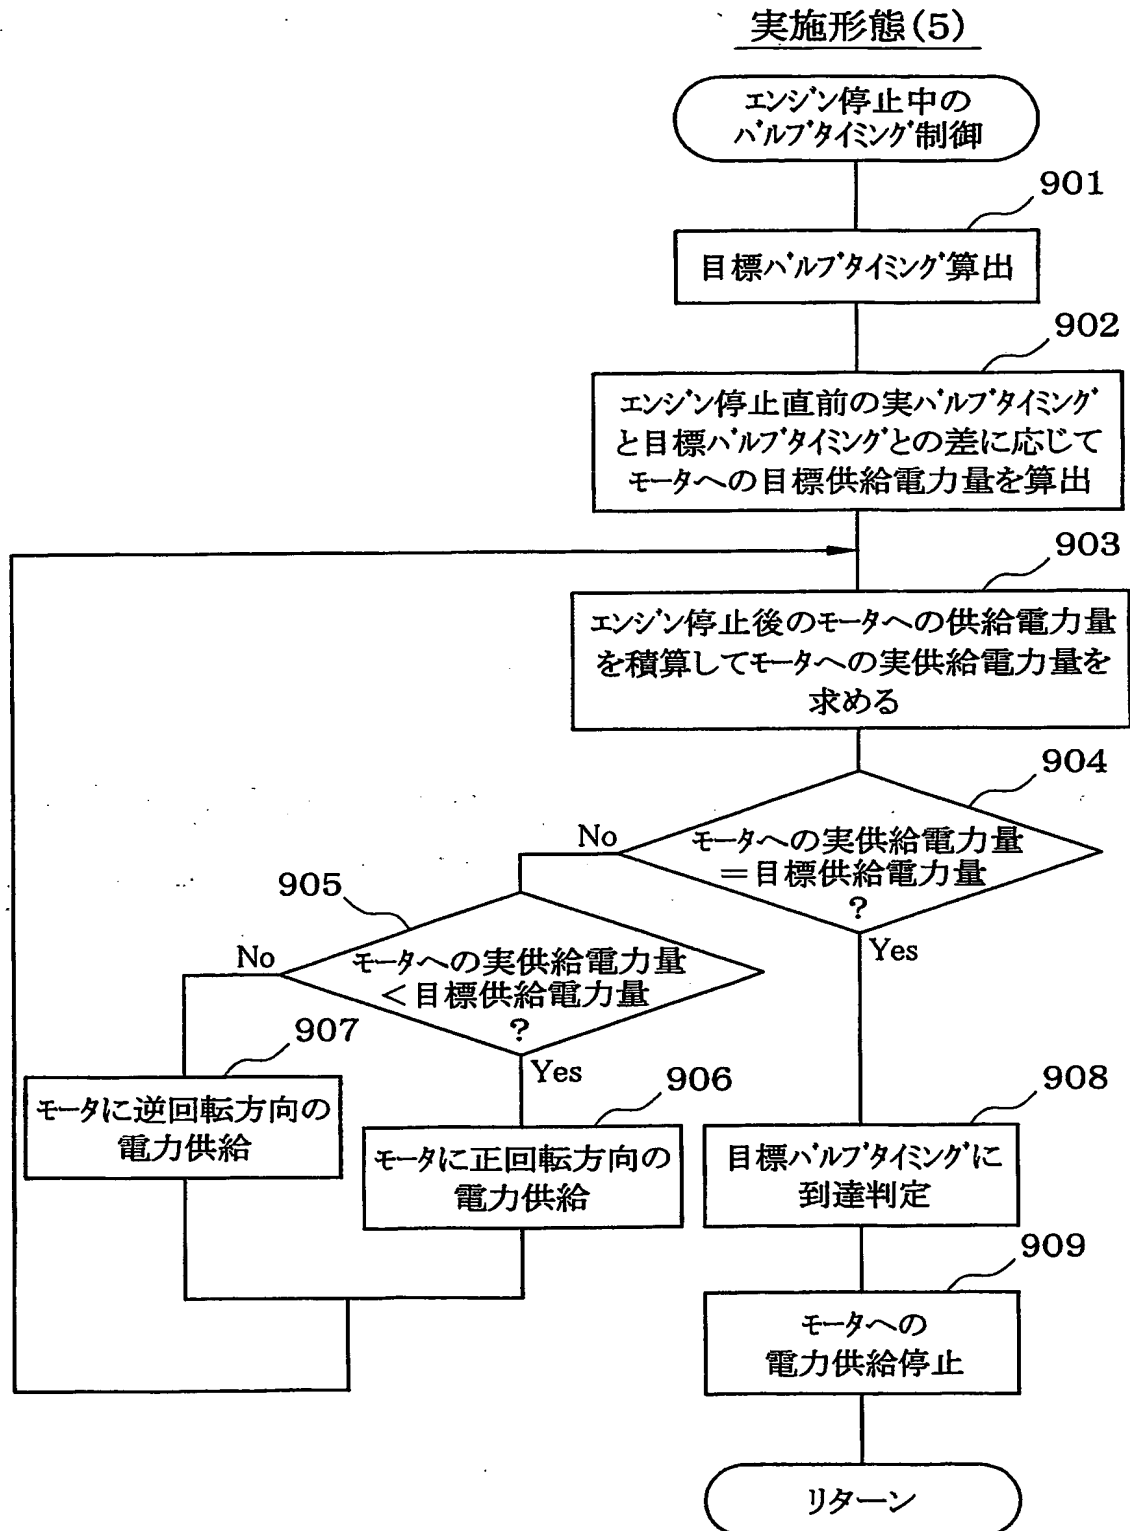 実施形態(5)
エンジン停止中の
バルブタイミング制御
901
目標バルブタイミング算出
902
エンジン停止直前の実バルブタイミング
と目標バルブタイミングとの差に応じて
モータへの目標供給電力量を算出
903
エンジン停止後のモータへの供給電力量
を積算してモータへの実供給電力量を
求める
904
モータへの実供給電力量
=目標供給電力量
?
No
Yes
905
モータへの実供給電力量
<目標供給電力量
?
No
Yes
907
モータに逆回転方向の
電力供給
906
モータに正回転方向の
電力供給
908
目標バルブタイミングに
到達判定
909
モータへの
電力供給停止
リターン